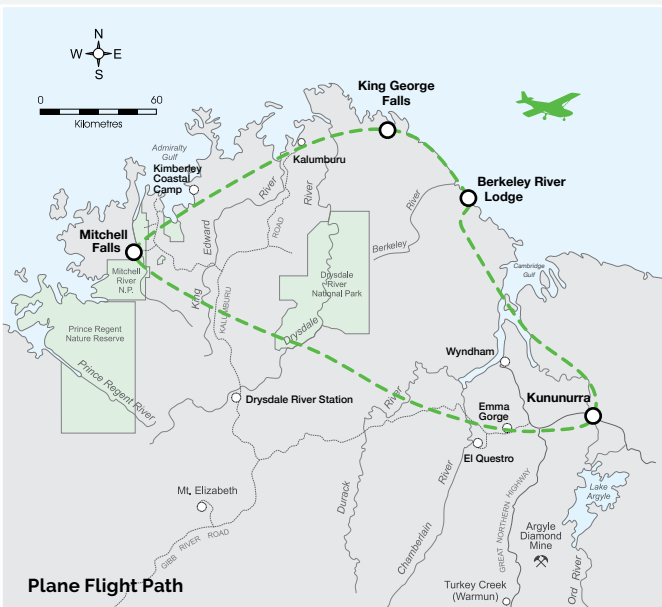 N
W E
S
0 60
Kilometres
King George
Falls
Admiralty
Gulf
Kimberley
Coastal
Camp
Kalumburu
Berkeley River
Lodge
River
River
ROAD
River
Mitchell
Falls
Edward
Berkeley
Mitchell
River
N.P.
Drysdale
River
National Park
Cambridge
Gulf
King
KALUMBURU
Prince Regent
Nature Reserve
Drysdale
Wyndham
Prince Regent River
Drysdale River Station
River
Emma
Gorge
Kununurra
El Questro
Mt. Elizabeth
Durack
River
Chamberlain
GREAT NORTHERN HIGHWAY
Lake
Argyle
GIBB RIVER ROAD
Argyle
Diamond
Mine
Ord River
Plane Flight Path
Turkey Creek
(Warmun)